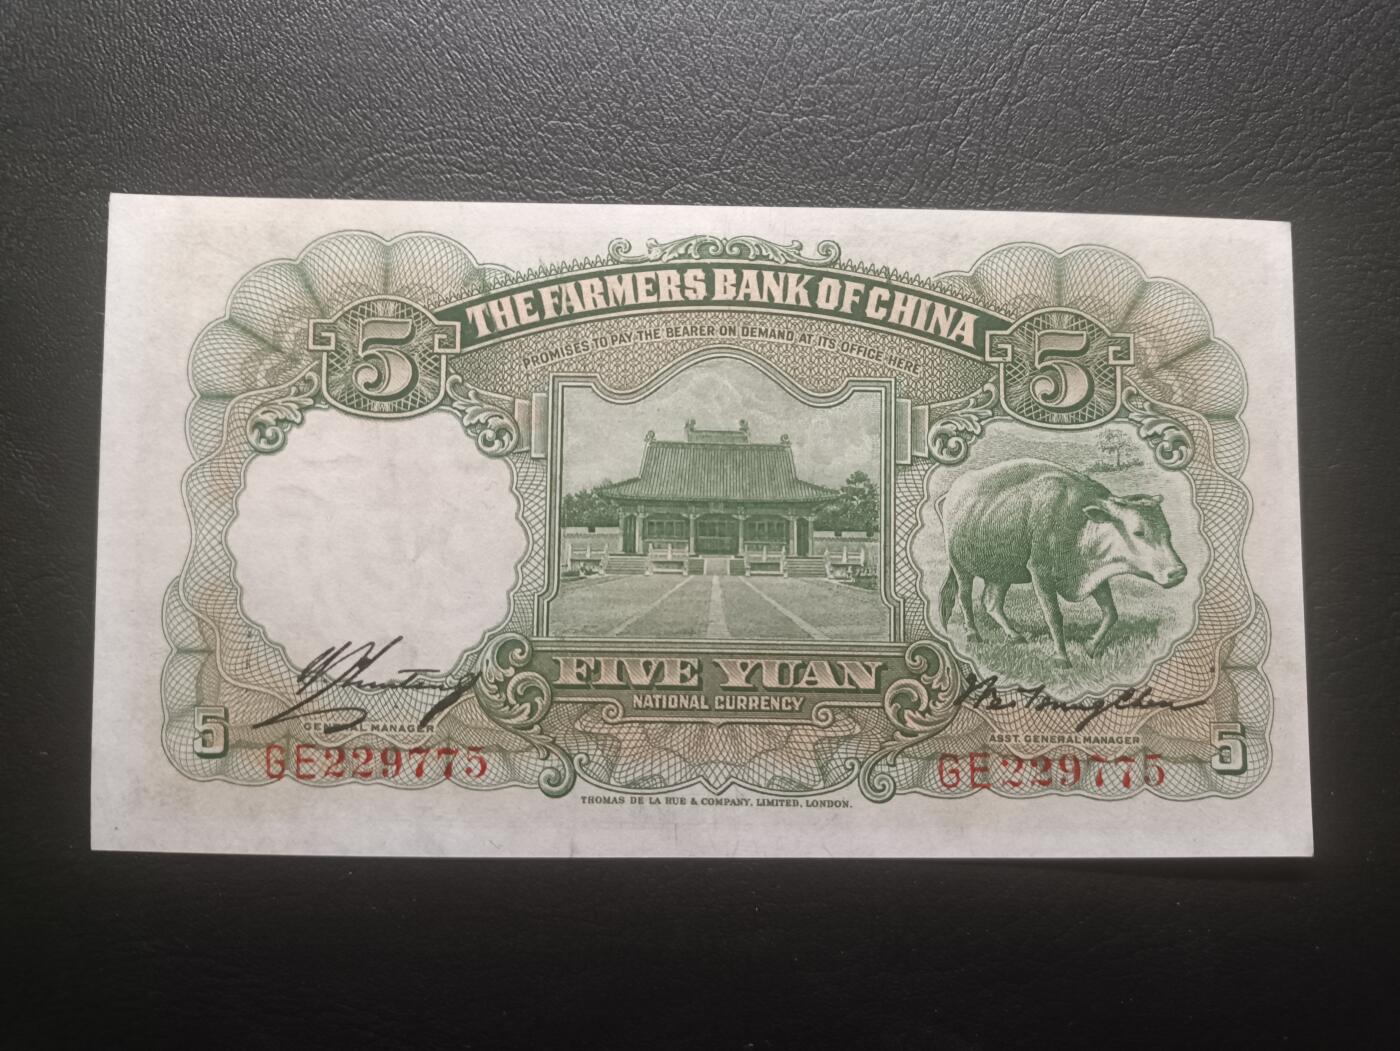 THE FARMERS BANK OF CHINA
PROMISES TO PAY THE BEARER ON DEMAND AT ITS OFFICE HERE
5 5
FIVE YUAN
NATIONAL CURRENCY
GENERAL MANAGER
ASST. GENERAL MANAGER
5 5
GE229775 GE229775
THOMAS DE LA RUE & COMPANY, LIMITED, LONDON.